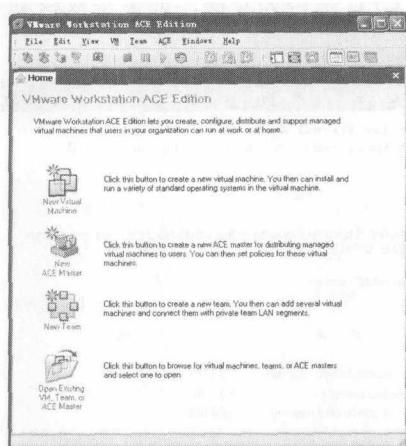 VMware Workstation ACE Edition
File Edit View VM Team ACE Windows Help
Home
VMware Workstation ACE Edition
VMware Workstation ACE Edition lets you create, configure, distribute and support managed
virtual machines that users in your organization can run at work or at home.
New Virtual
Machine
Click this button to create a new virtual machine. You then can install and
run a variety of standard operating systems in the virtual machine.
New
ACE Master
Click this button to create a new ACE master for distributing managed
virtual machines to users. You can then set policies for these virtual
machines.
New Team
Click this button to create a new team. You then can add several virtual
machines and connect them with private team LAN segments.
Open Existing
VM, Team, or
ACE Master
Click this button to browse for virtual machines, teams, or ACE masters
and select one to open.